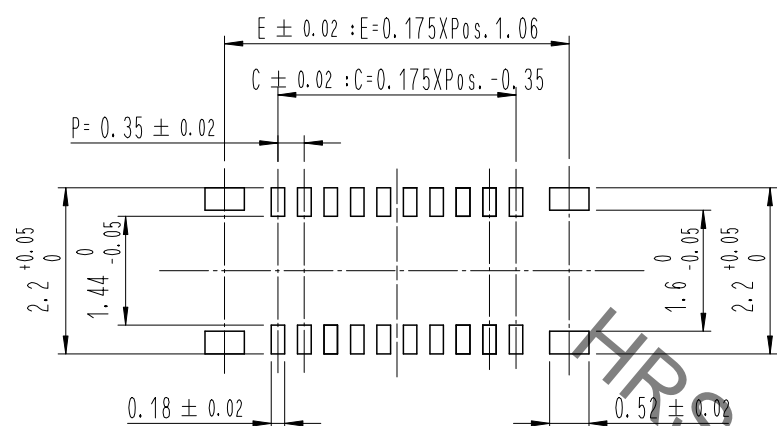 E ± 0.02 :E=0.175XPos.1.06
C ± 0.02 :C=0.175XPos.-0.35
P= 0.35 ± 0.02
2.2 +0.05 0
1.44 0 -0.05
1.6 0 -0.05
2.2 +0.05 0
HRS
0.18 ± 0.02
0.52 ± 0.02